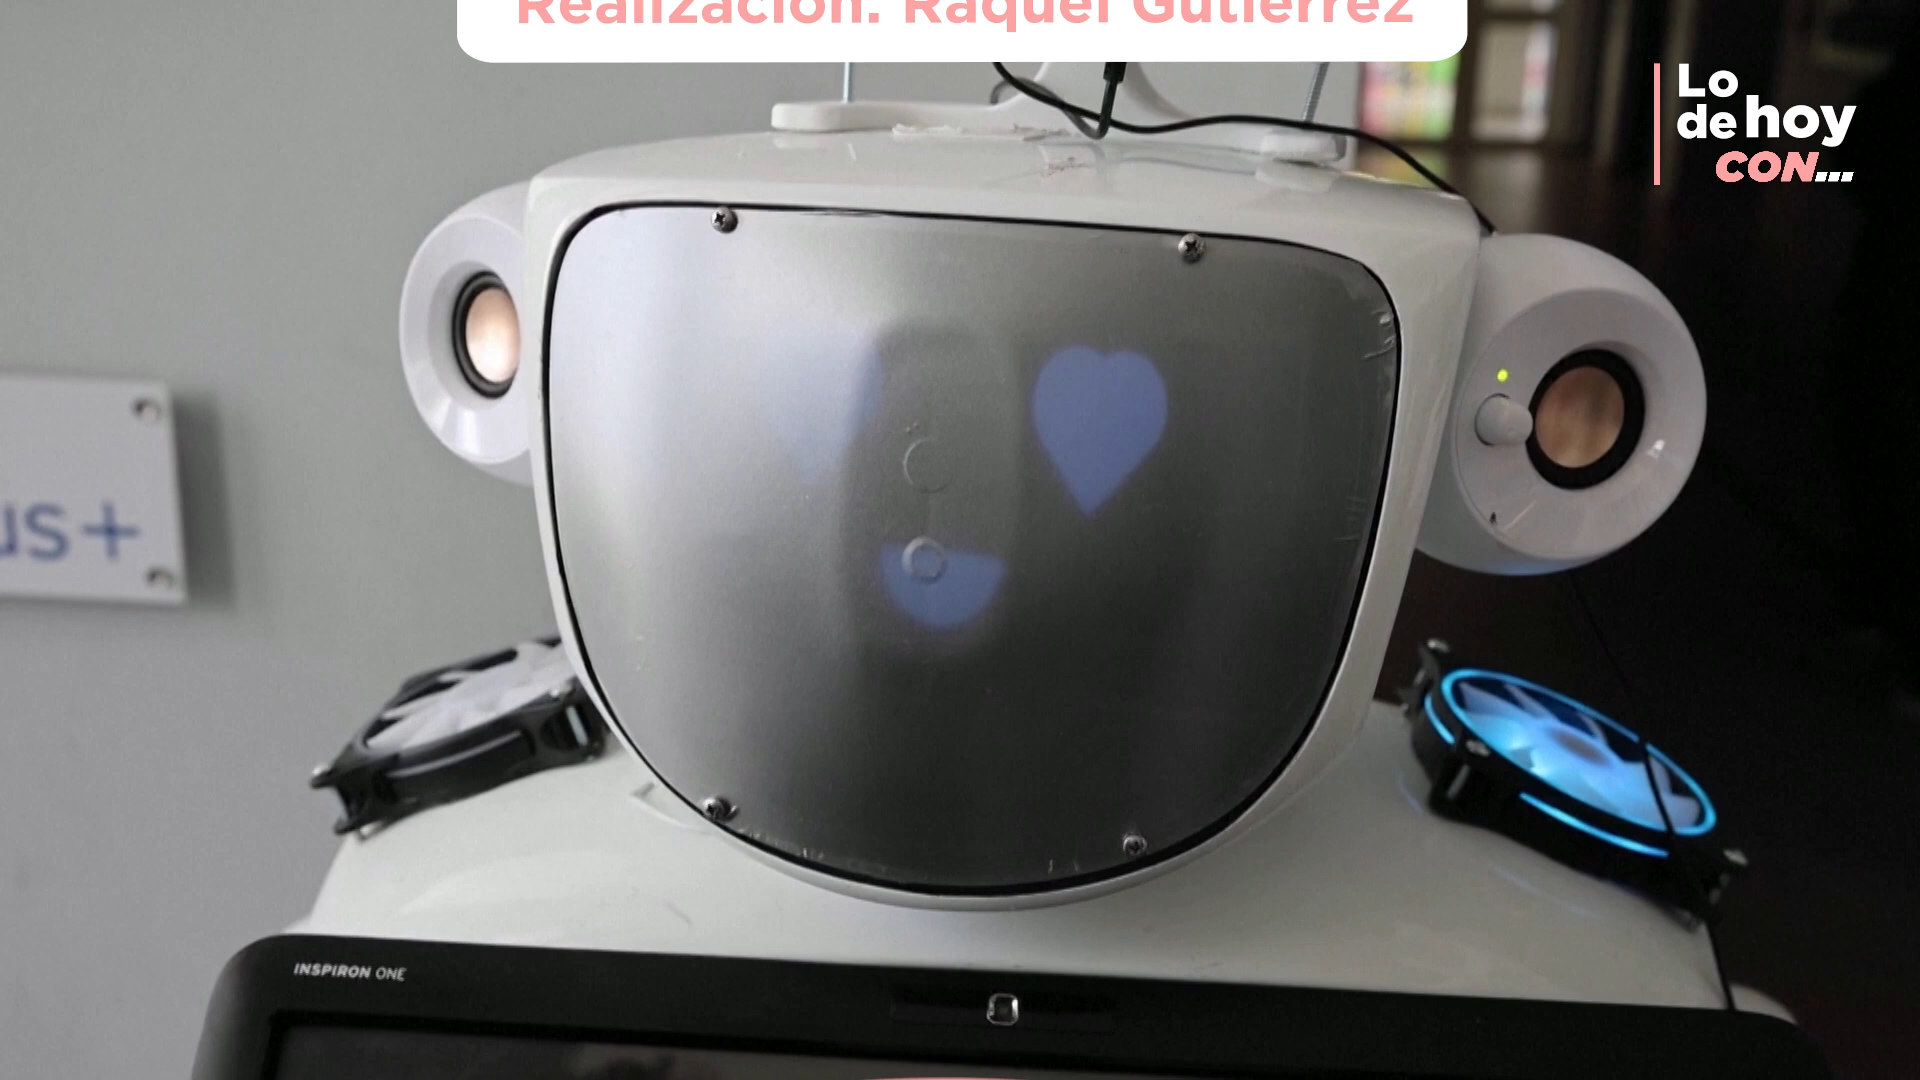 Realización: Raquel Gutiérrez
Lo
de hoy
CON...
us+
INSPIRON ONE